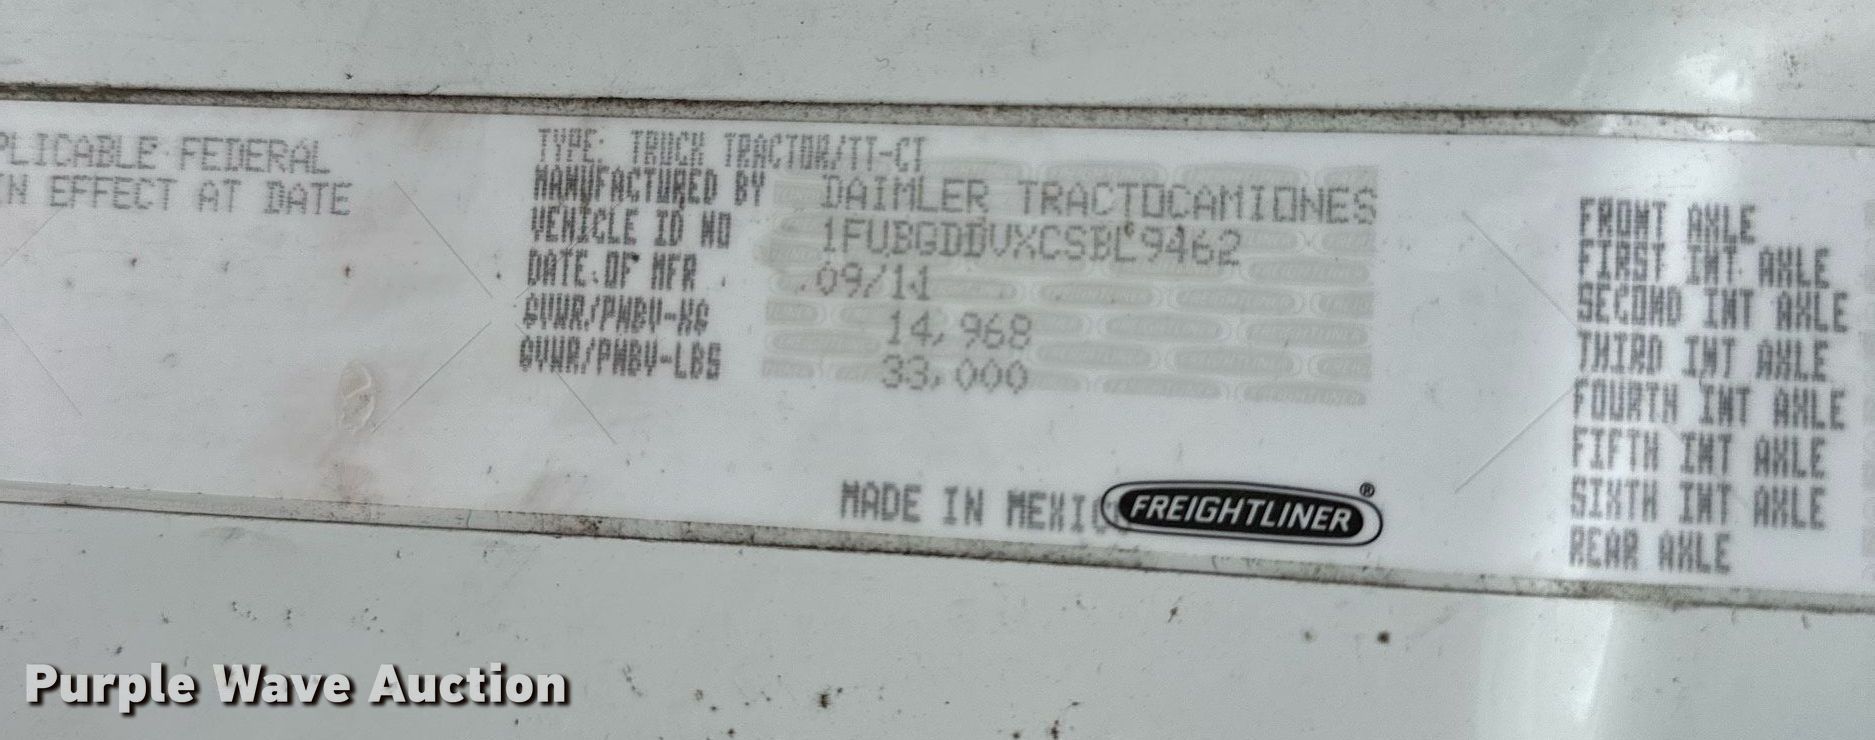 PLICABLE FEDERAL
IN EFFECT AT DATE
TYPE: TRUCK TRACTOR/TT-CT
MANUFACTURED BY DAIMLER TRACTOCAMIONES
VEHICLE ID NO 1FUBGDDVXCSBL9462
DATE OF MFR 09/11
GVWR/PNBV-KG 14,968
GVWR/PNBV-LBS 33,000
MADE IN MEXICO
FREIGHTLINER®
FRONT AXLE
FIRST INT AXLE
SECOND INT AXLE
THIRD INT AXLE
FOURTH INT AXLE
FIFTH INT AXLE
SIXTH INT AXLE
REAR AXLE
Purple Wave Auction